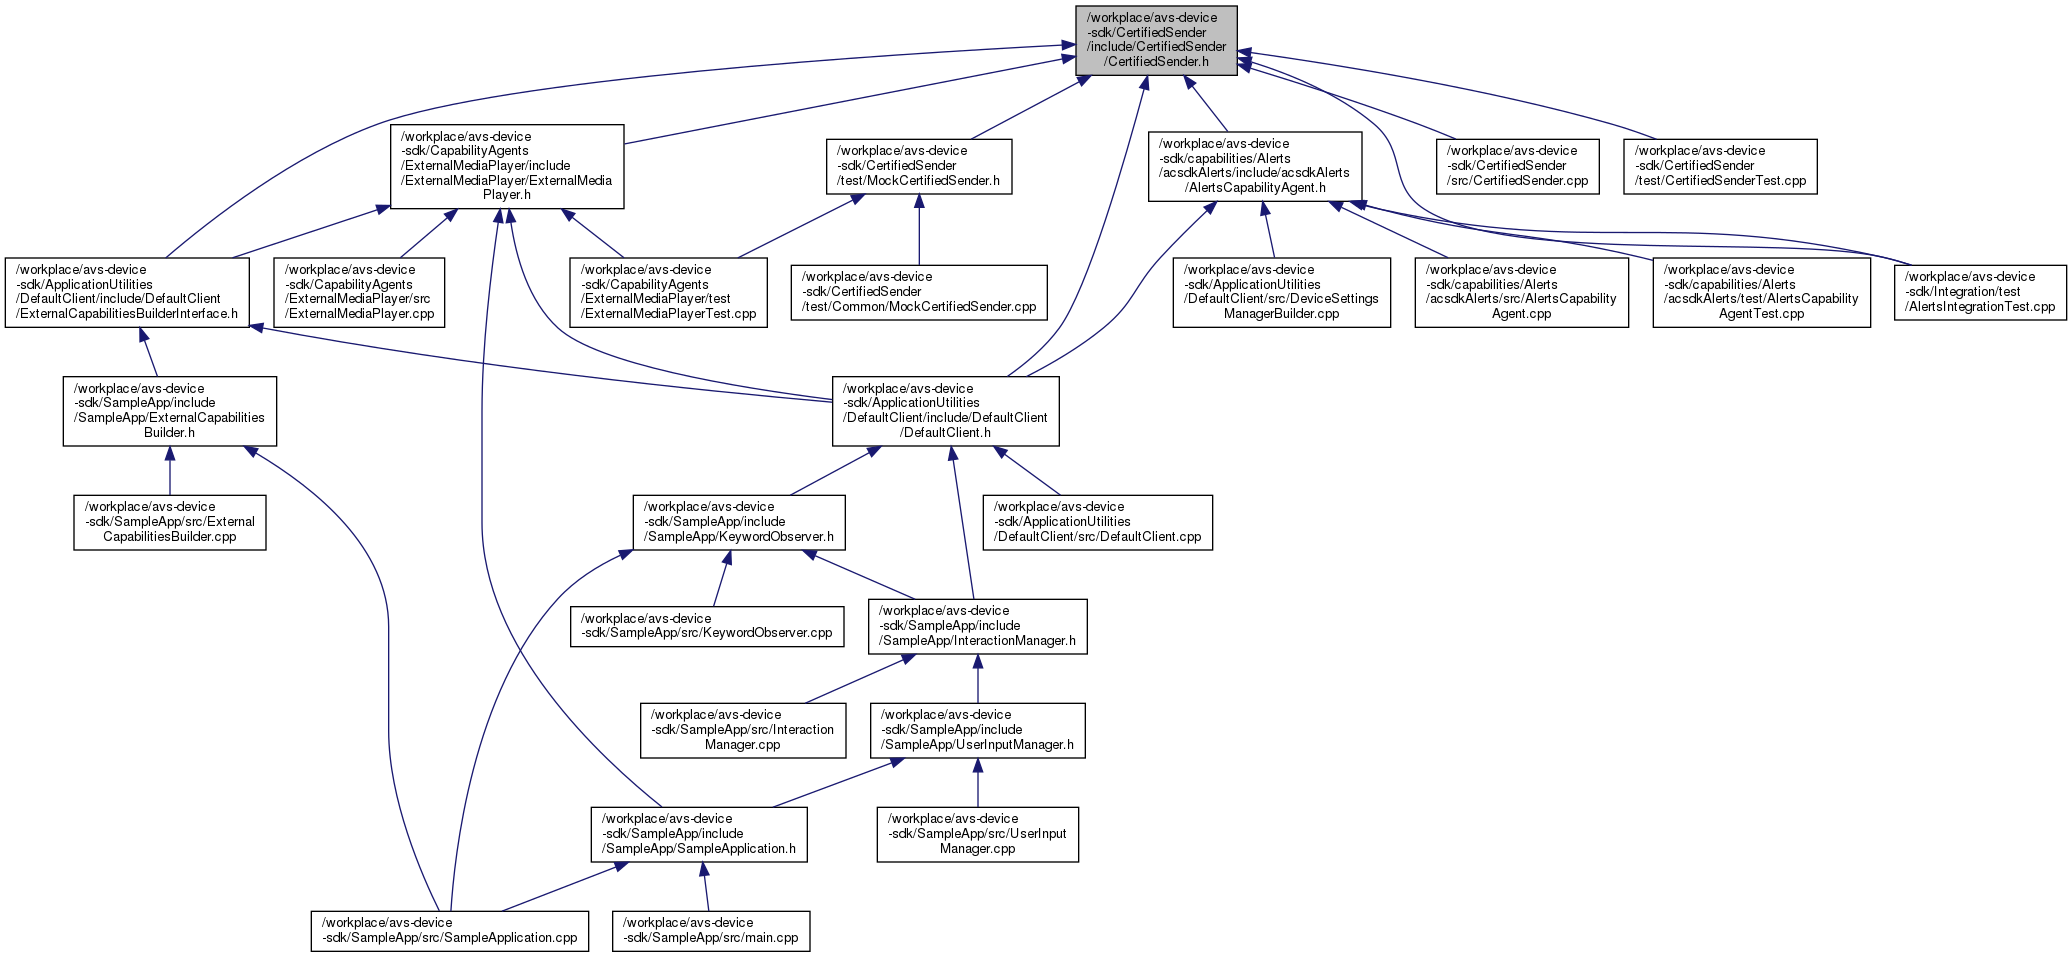 /workplace/avs-device
-sdk/CertifiedSender
/include/CertifiedSender
/CertifiedSender.h
/workplace/avs-device
-sdk/CapabilityAgents
/ExternalMediaPlayer/include
/ExternalMediaPlayer/ExternalMedia
Player.h
/workplace/avs-device
-sdk/CertifiedSender
/test/MockCertifiedSender.h
/workplace/avs-device
-sdk/capabilities/Alerts
/acsdkAlerts/include/acsdkAlerts
/AlertsCapabilityAgent.h
/workplace/avs-device
-sdk/CertifiedSender
/src/CertifiedSender.cpp
/workplace/avs-device
-sdk/CertifiedSender
/test/CertifiedSenderTest.cpp
/workplace/avs-device
-sdk/ApplicationUtilities
/DefaultClient/include/DefaultClient
/ExternalCapabilitiesBuilderInterface.h
/workplace/avs-device
-sdk/CapabilityAgents
/ExternalMediaPlayer/src
/ExternalMediaPlayer.cpp
/workplace/avs-device
-sdk/CapabilityAgents
/ExternalMediaPlayer/test
/ExternalMediaPlayerTest.cpp
/workplace/avs-device
-sdk/CertifiedSender
/test/Common/MockCertifiedSender.cpp
/workplace/avs-device
-sdk/ApplicationUtilities
/DefaultClient/src/DeviceSettings
ManagerBuilder.cpp
/workplace/avs-device
-sdk/capabilities/Alerts
/acsdkAlerts/src/AlertsCapability
Agent.cpp
/workplace/avs-device
-sdk/capabilities/Alerts
/acsdkAlerts/test/AlertsCapability
AgentTest.cpp
/workplace/avs-device
-sdk/Integration/test
/AlertsIntegrationTest.cpp
/workplace/avs-device
-sdk/SampleApp/include
/SampleApp/ExternalCapabilities
Builder.h
/workplace/avs-device
-sdk/ApplicationUtilities
/DefaultClient/include/DefaultClient
/DefaultClient.h
/workplace/avs-device
-sdk/SampleApp/src/External
CapabilitiesBuilder.cpp
/workplace/avs-device
-sdk/SampleApp/include
/SampleApp/KeywordObserver.h
/workplace/avs-device
-sdk/ApplicationUtilities
/DefaultClient/src/DefaultClient.cpp
/workplace/avs-device
-sdk/SampleApp/src/KeywordObserver.cpp
/workplace/avs-device
-sdk/SampleApp/include
/SampleApp/InteractionManager.h
/workplace/avs-device
-sdk/SampleApp/src/Interaction
Manager.cpp
/workplace/avs-device
-sdk/SampleApp/include
/SampleApp/UserInputManager.h
/workplace/avs-device
-sdk/SampleApp/include
/SampleApp/SampleApplication.h
/workplace/avs-device
-sdk/SampleApp/src/UserInput
Manager.cpp
/workplace/avs-device
-sdk/SampleApp/src/SampleApplication.cpp
/workplace/avs-device
-sdk/SampleApp/src/main.cpp